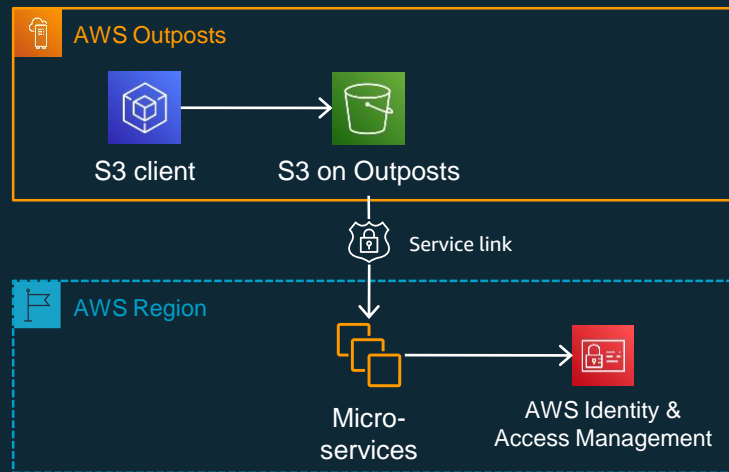 AWS Outposts
S3 client
S3 on Outposts
Service link
AWS Region
Micro-
services
AWS Identity &
Access Management